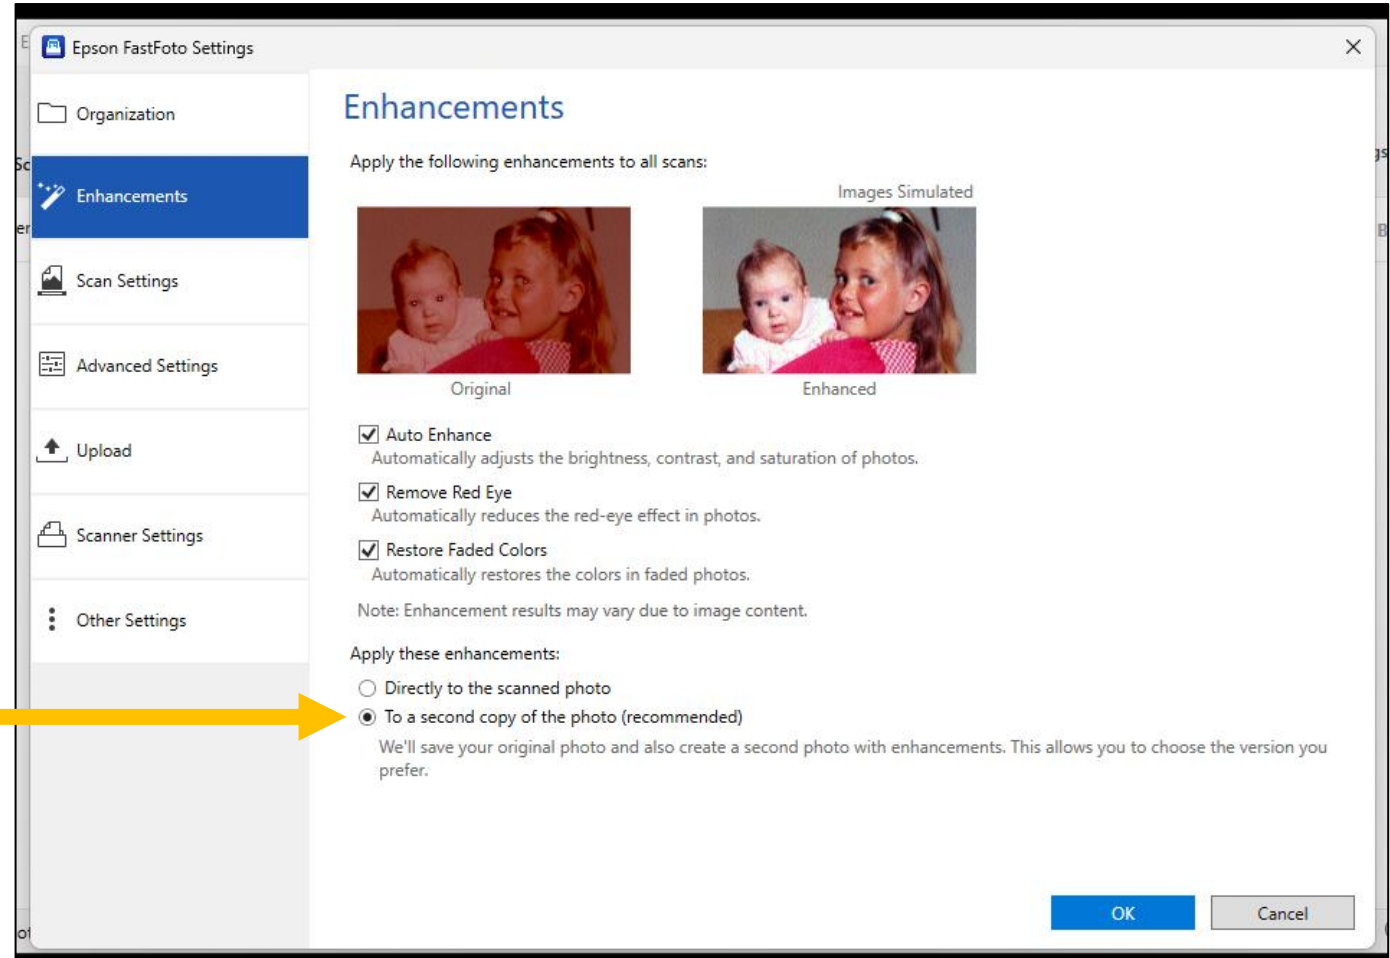 Epson FastFoto Settings
Organization
Enhancements
Scan Settings
Advanced Settings
Upload
Scanner Settings
Other Settings
Enhancements
Apply the following enhancements to all scans:
Images Simulated
Original
Enhanced
Auto Enhance
Automatically adjusts the brightness, contrast, and saturation of photos.
Remove Red Eye
Automatically reduces the red-eye effect in photos.
Restore Faded Colors
Automatically restores the colors in faded photos.
Note: Enhancement results may vary due to image content.
Apply these enhancements:
Directly to the scanned photo
To a second copy of the photo (recommended)
We'll save your original photo and also create a second photo with enhancements. This allows you to choose the version you
prefer.
OK
Cancel